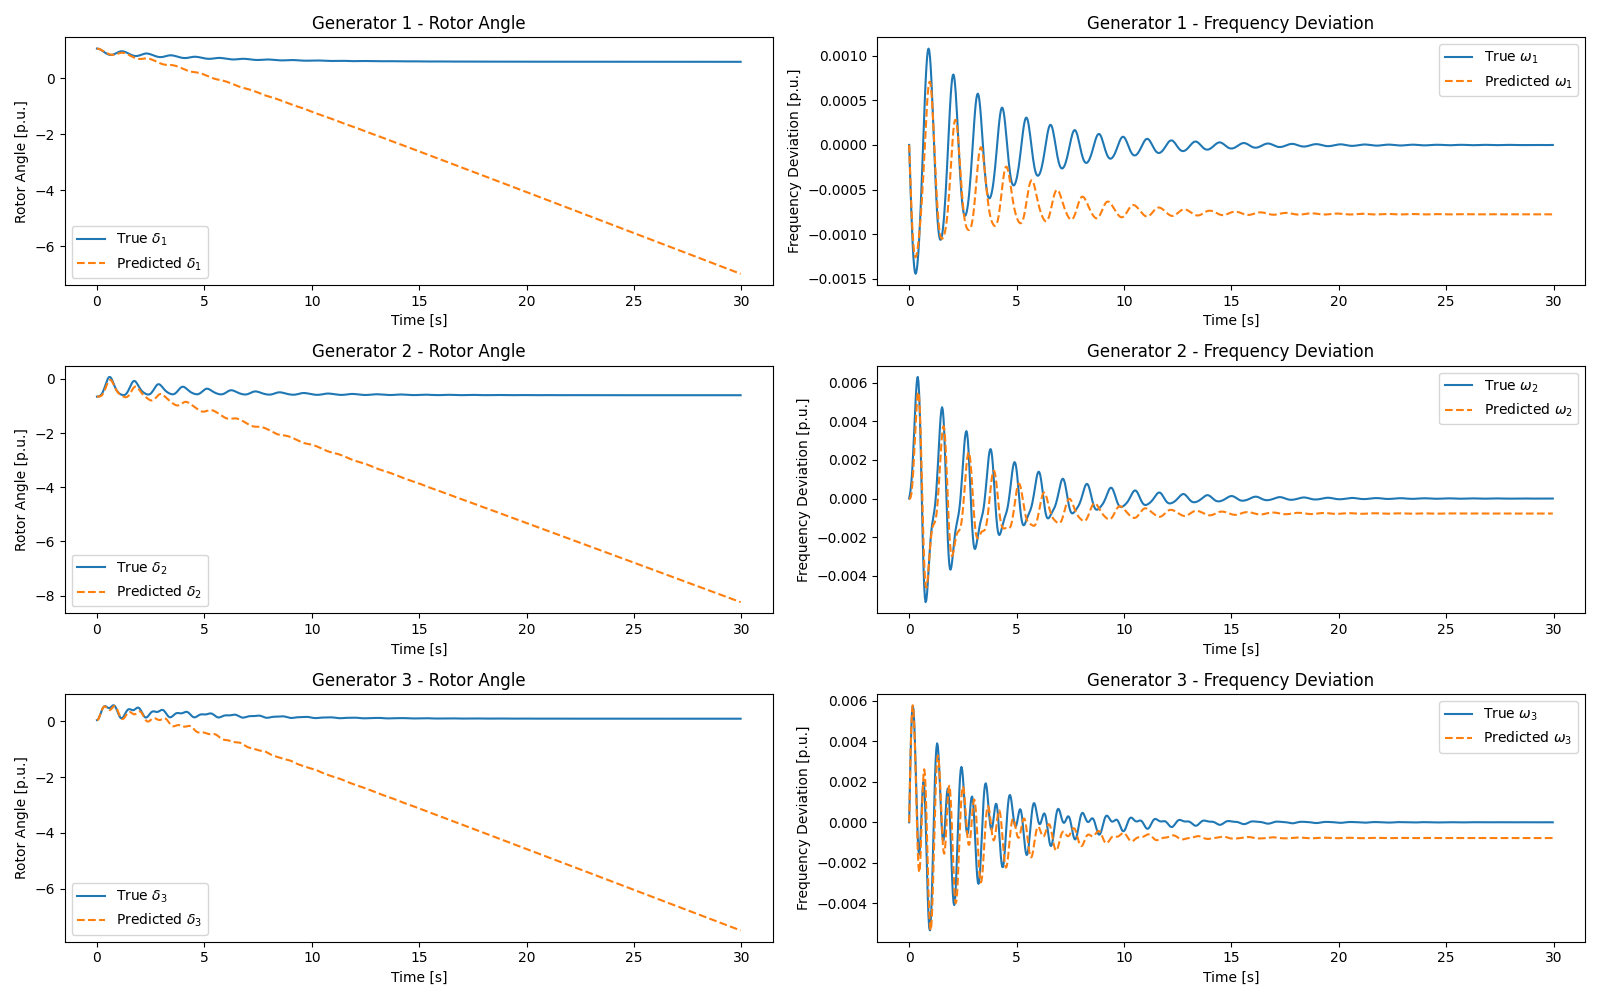 Generator 1 - Rotor Angle
Rotor Angle [p.u.]
0
−2
−4
−6
True δ₁
Predicted δ₁
0 5 10 15 20 25 30
Time [s]
Generator 1 - Frequency Deviation
Frequency Deviation [p.u.]
0.0010
0.0005
0.0000
−0.0005
−0.0010
−0.0015
True ω₁
Predicted ω₁
0 5 10 15 20 25 30
Time [s]
Generator 2 - Rotor Angle
Rotor Angle [p.u.]
0
−2
−4
−6
−8
True δ₂
Predicted δ₂
0 5 10 15 20 25 30
Time [s]
Generator 2 - Frequency Deviation
Frequency Deviation [p.u.]
0.006
0.004
0.002
0.000
−0.002
−0.004
True ω₂
Predicted ω₂
0 5 10 15 20 25 30
Time [s]
Generator 3 - Rotor Angle
Rotor Angle [p.u.]
0
−2
−4
−6
True δ₃
Predicted δ₃
0 5 10 15 20 25 30
Time [s]
Generator 3 - Frequency Deviation
Frequency Deviation [p.u.]
0.006
0.004
0.002
0.000
−0.002
−0.004
True ω₃
Predicted ω₃
0 5 10 15 20 25 30
Time [s]